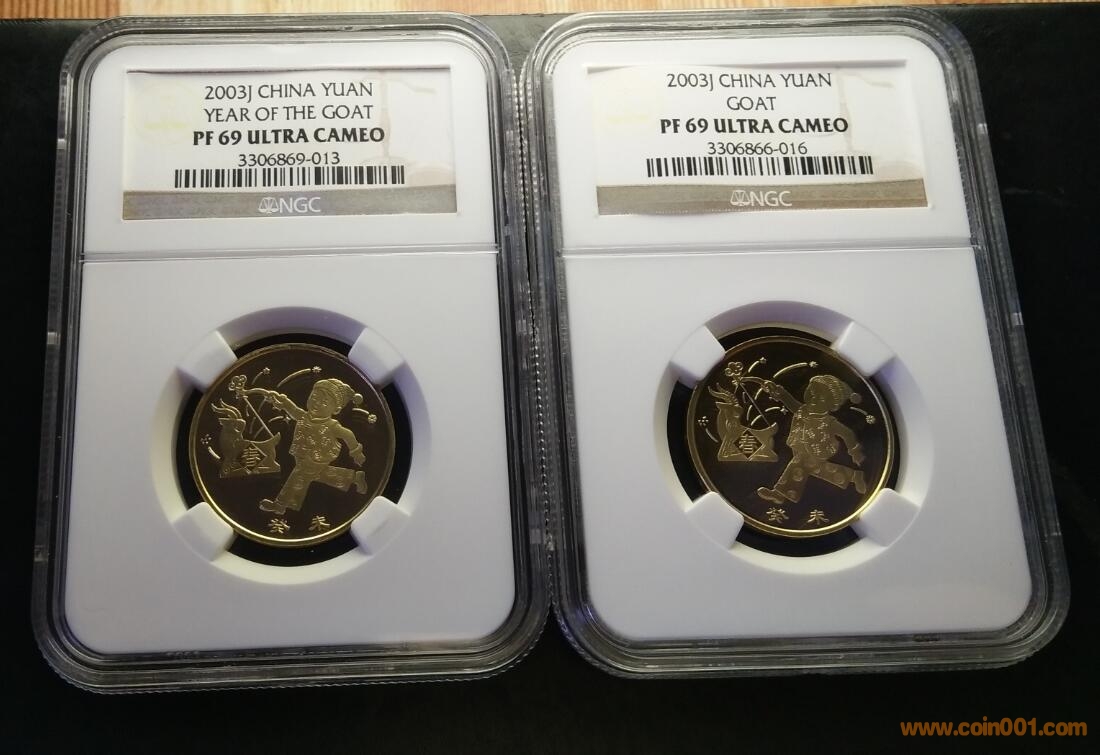 2003J CHINA YUAN
YEAR OF THE GOAT
PF 69 ULTRA CAMEO
3306869-013
NGC
春
癸未
2003J CHINA YUAN
GOAT
PF 69 ULTRA CAMEO
3306866-016
NGC
春
癸未
www.coin001.com